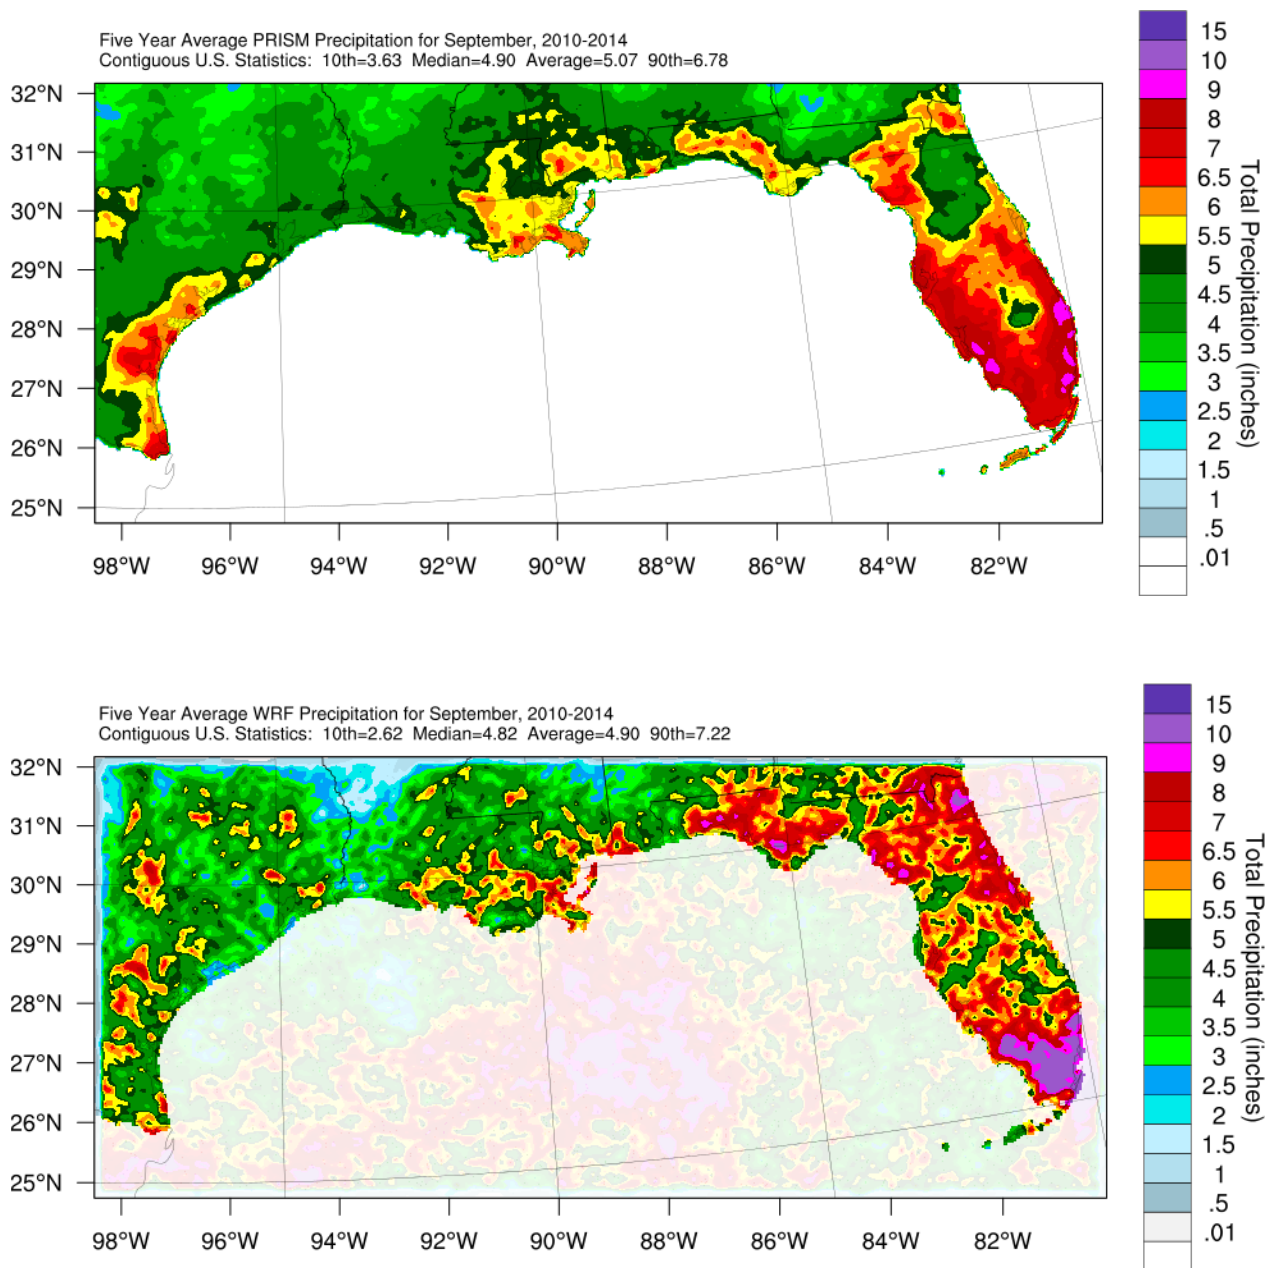 Five Year Average PRISM Precipitation for September, 2010-2014
Contiguous U.S. Statistics:  10th=3.63  Median=4.90  Average=5.07  90th=6.78
32°N
31°N
30°N
29°N
28°N
27°N
26°N
25°N
98°W 96°W 94°W 92°W 90°W 88°W 86°W 84°W 82°W
15
10
9
8
7
6.5
6
5.5
5
4.5
4
3.5
3
2.5
2
1.5
1
.5
.01
Total Precipitation (inches)
Five Year Average WRF Precipitation for September, 2010-2014
Contiguous U.S. Statistics:  10th=2.62  Median=4.82  Average=4.90  90th=7.22
32°N
31°N
30°N
29°N
28°N
27°N
26°N
25°N
98°W 96°W 94°W 92°W 90°W 88°W 86°W 84°W 82°W
15
10
9
8
7
6.5
6
5.5
5
4.5
4
3.5
3
2.5
2
1.5
1
.5
.01
Total Precipitation (inches)